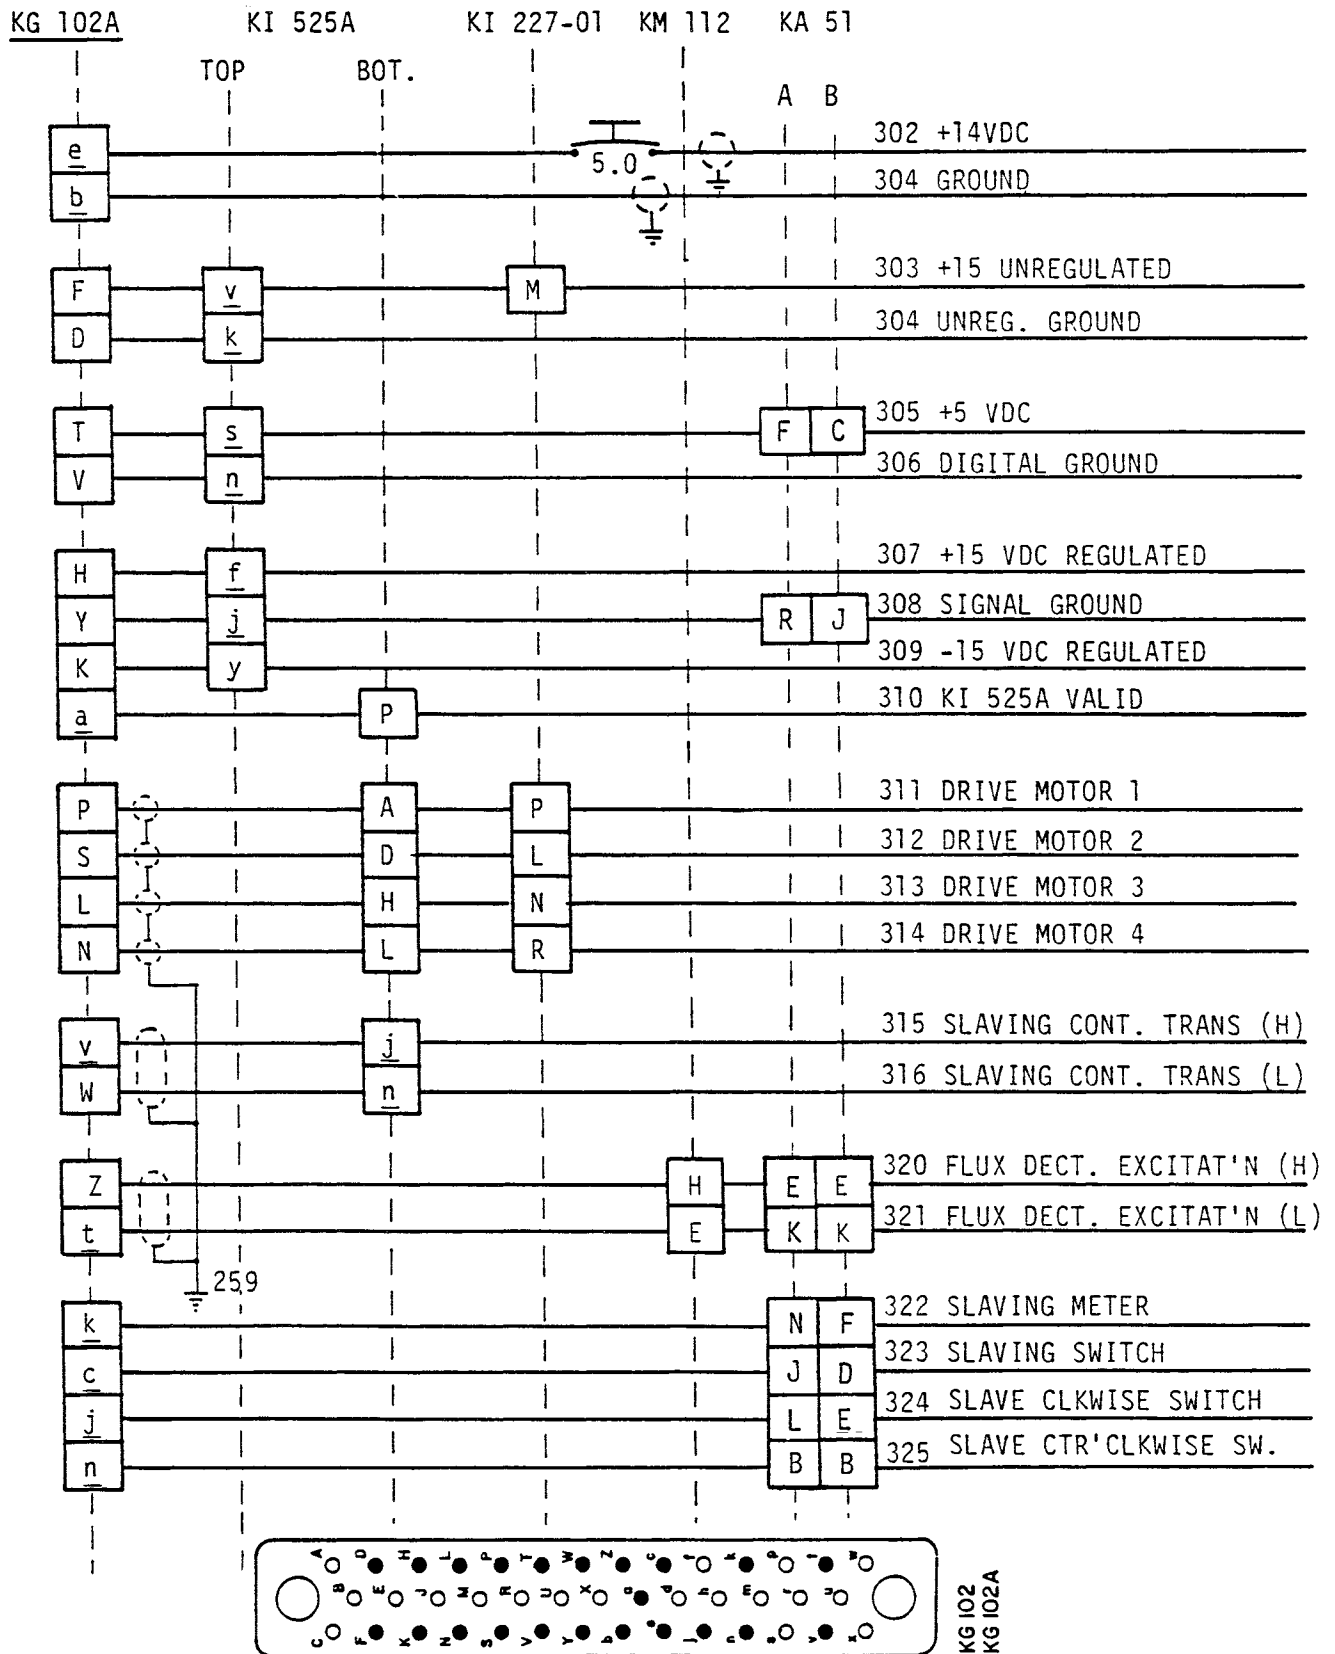 KG 102A KI 525A KI 227-01 KM 112 KA 51
TOP BOT.
A B
e 5.0 302 +14VDC
b 304 GROUND
F v M 303 +15 UNREGULATED
D k 304 UNREG. GROUND
T s F C 305 +5 VDC
V n 306 DIGITAL GROUND
H f 307 +15 VDC REGULATED
Y j R J 308 SIGNAL GROUND
K y 309 -15 VDC REGULATED
a P 310 KI 525A VALID
P A P 311 DRIVE MOTOR 1
S D L 312 DRIVE MOTOR 2
L H N 313 DRIVE MOTOR 3
N L R 314 DRIVE MOTOR 4
v j 315 SLAVING CONT. TRANS (H)
W n 316 SLAVING CONT. TRANS (L)
Z H E E 320 FLUX DECT. EXCITAT'N (H)
t E K K 321 FLUX DECT. EXCITAT'N (L)
259
k N F 322 SLAVING METER
c J D 323 SLAVING SWITCH
j L E 324 SLAVE CLKWISE SWITCH
n B B 325 SLAVE CTR'CLKWISE SW.
A D H L P T W Z c f k p t w
B E J M R U X a d h m r u
C F K N S V Y b e j n s v x
KG 102
KG 102A